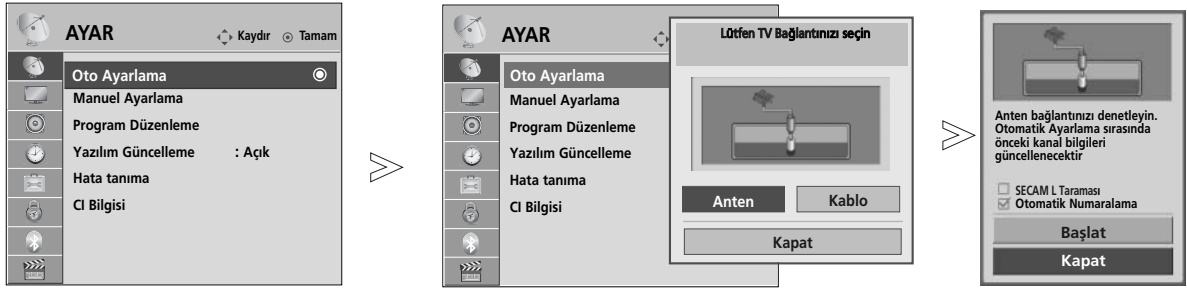 AYAR
Kaydır Tamam
Oto Ayarlama
Manuel Ayarlama
Program Düzenleme
Yazılım Güncelleme : Açık
Hata tanıma
CI Bilgisi
AYAR
Oto Ayarlama
Manuel Ayarlama
Program Düzenleme
Yazılım Güncelleme
Hata tanıma
CI Bilgisi
Lütfen TV Bağlantınızı seçin
Anten Kablo
Kapat
Anten bağlantınızı denetleyin.
Otomatik Ayarlama sırasında
önceki kanal bilgileri
güncellenecektir
SECAM L Taraması
Otomatik Numaralama
Başlat
Kapat